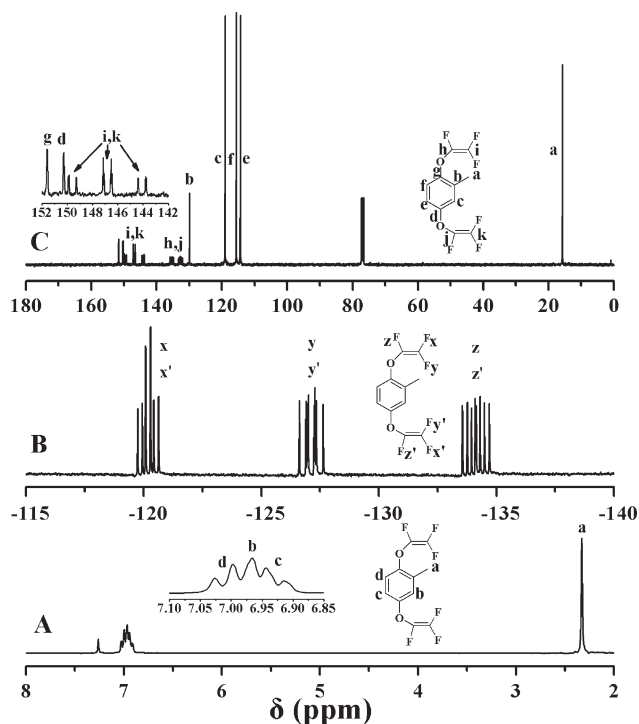 g d i,k
152 150 148 146 144 142
b c f e a
i,k h,j
F F h i F O g b a f c e d O j F k F
C
180 160 140 120 100 80 60 40 20 0
x x' y y' z z'
z F F x F y O O F y' F z' F x'
B
-115 -120 -125 -130 -135 -140
a
d b c
7.10 7.05 7.00 6.95 6.90 6.85
F F F O a d c b O F F F
A
8 7 6 5 4 3 2
δ (ppm)